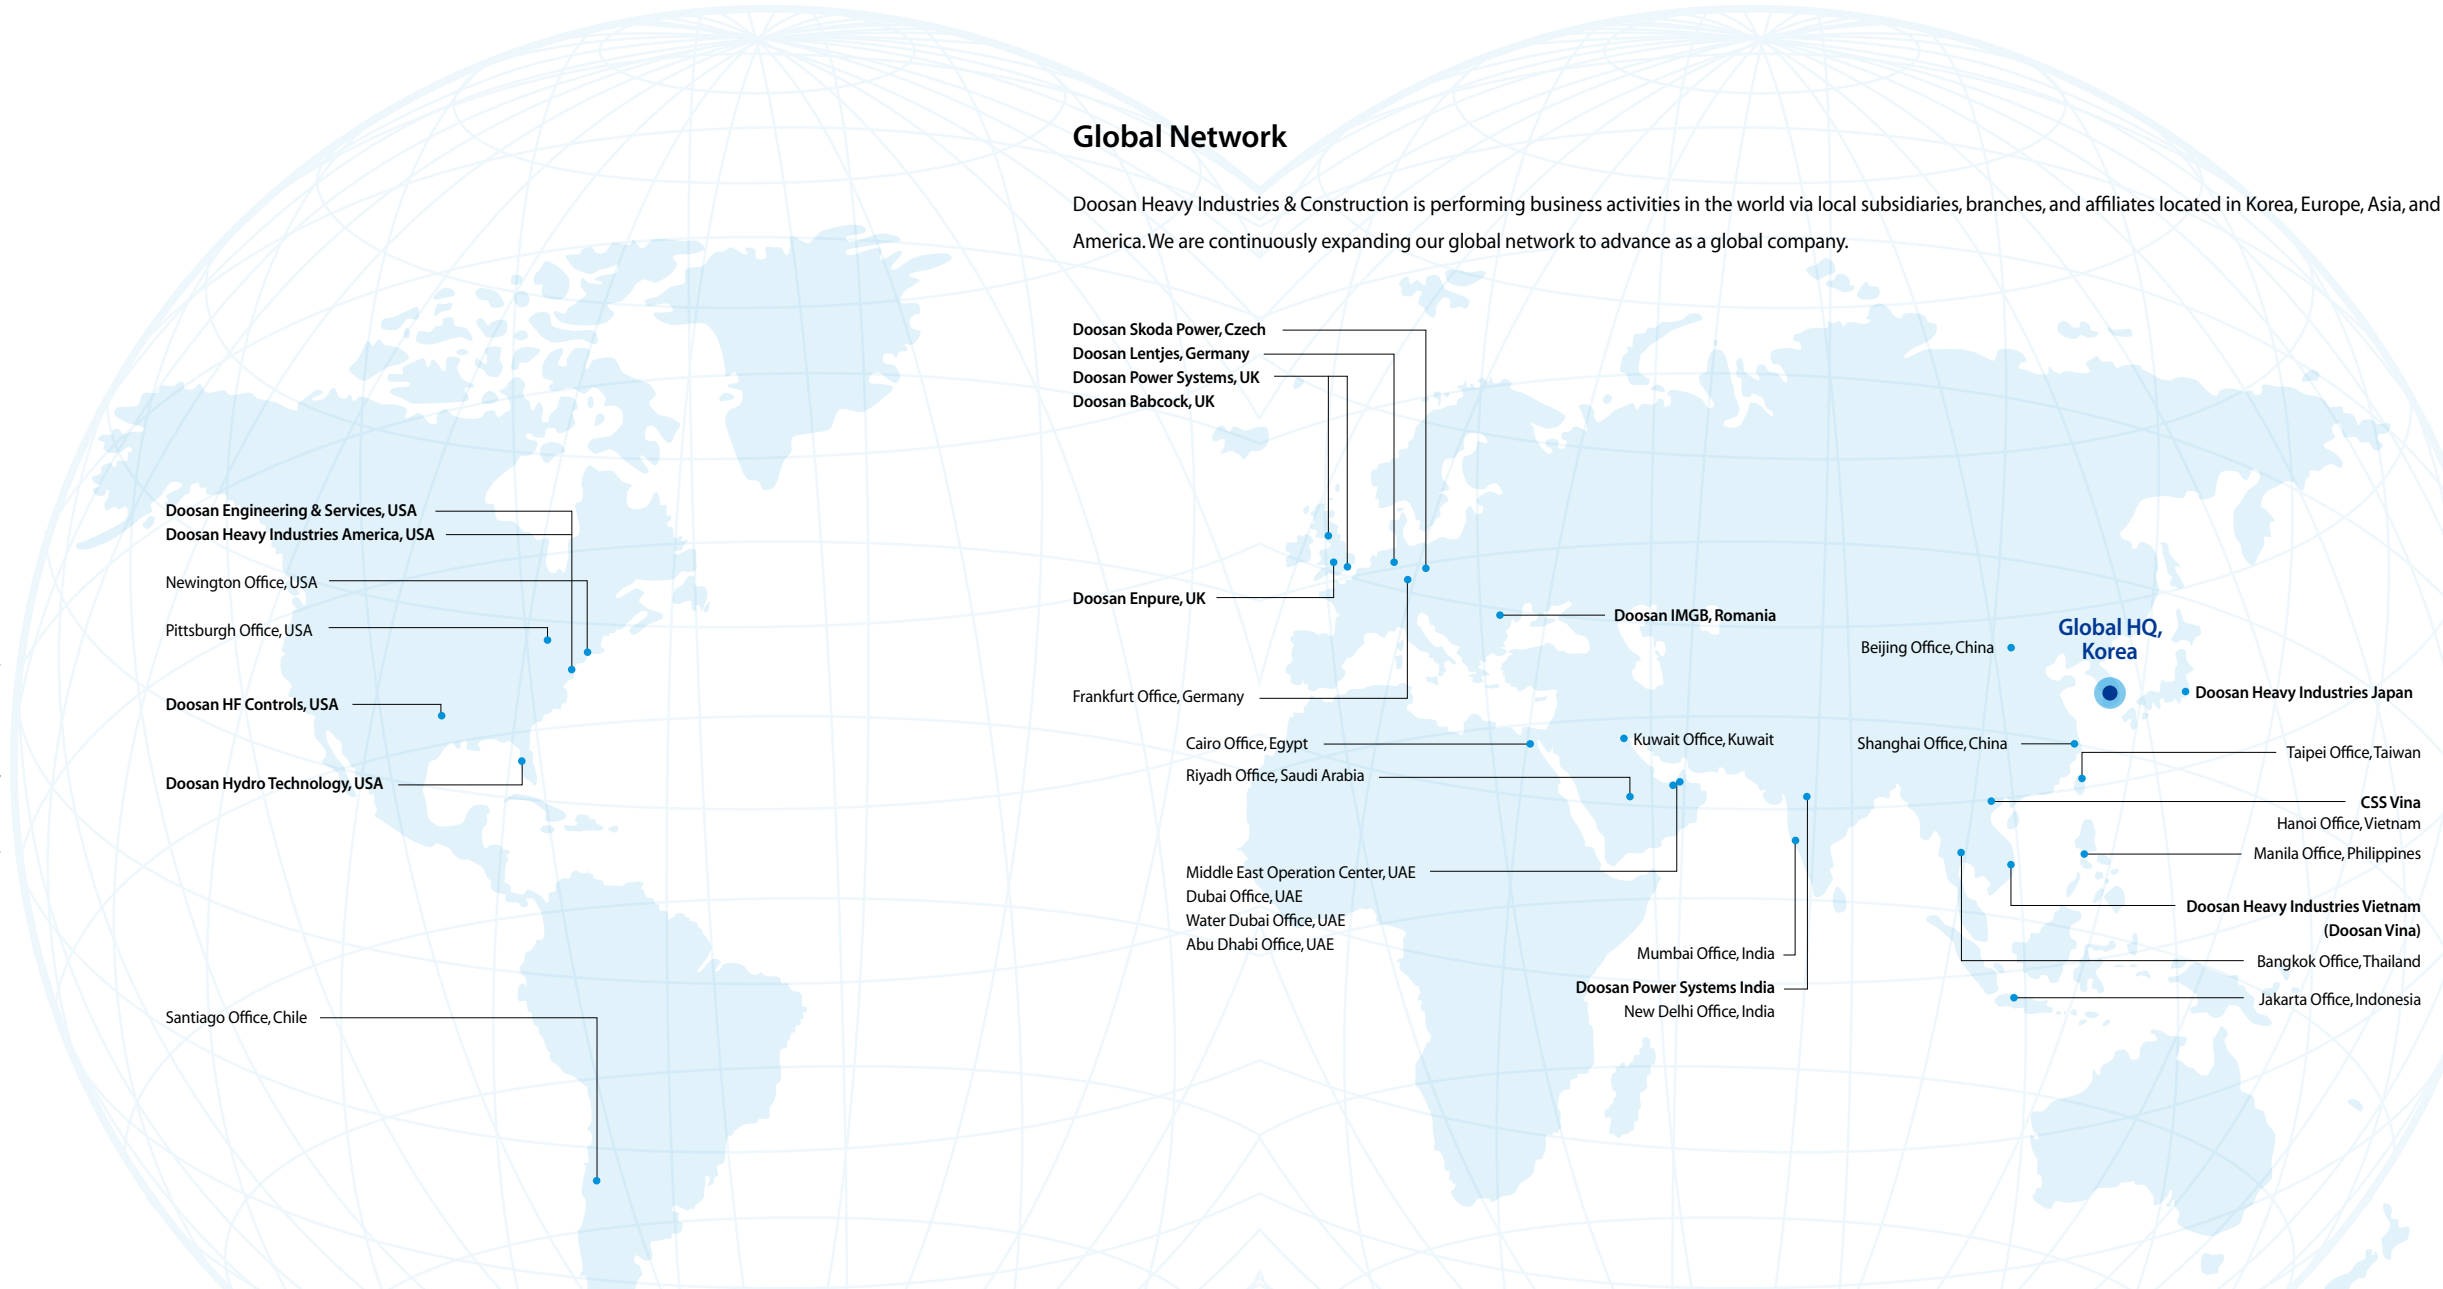 Global Network
Doosan Heavy Industries & Construction is performing business activities in the world via local subsidiaries, branches, and affiliates located in Korea, Europe, Asia, and
America. We are continuously expanding our global network to advance as a global company.
Doosan Skoda Power, Czech
Doosan Lentjes, Germany
Doosan Power Systems, UK
Doosan Babcock, UK
Doosan Engineering & Services, USA
Doosan Heavy Industries America, USA
Newington Office, USA
Pittsburgh Office, USA
Doosan HF Controls, USA
Doosan Hydro Technology, USA
Santiago Office, Chile
Doosan Enpure, UK
Doosan IMGB, Romania
Frankfurt Office, Germany
Cairo Office, Egypt
Kuwait Office, Kuwait
Riyadh Office, Saudi Arabia
Middle East Operation Center, UAE
Dubai Office, UAE
Water Dubai Office, UAE
Abu Dhabi Office, UAE
Mumbai Office, India
Doosan Power Systems India
New Delhi Office, India
Beijing Office, China
Global HQ,
Korea
Doosan Heavy Industries Japan
Shanghai Office, China
Taipei Office, Taiwan
CSS Vina
Hanoi Office, Vietnam
Manila Office, Philippines
Doosan Heavy Industries Vietnam
(Doosan Vina)
Bangkok Office, Thailand
Jakarta Office, Indonesia